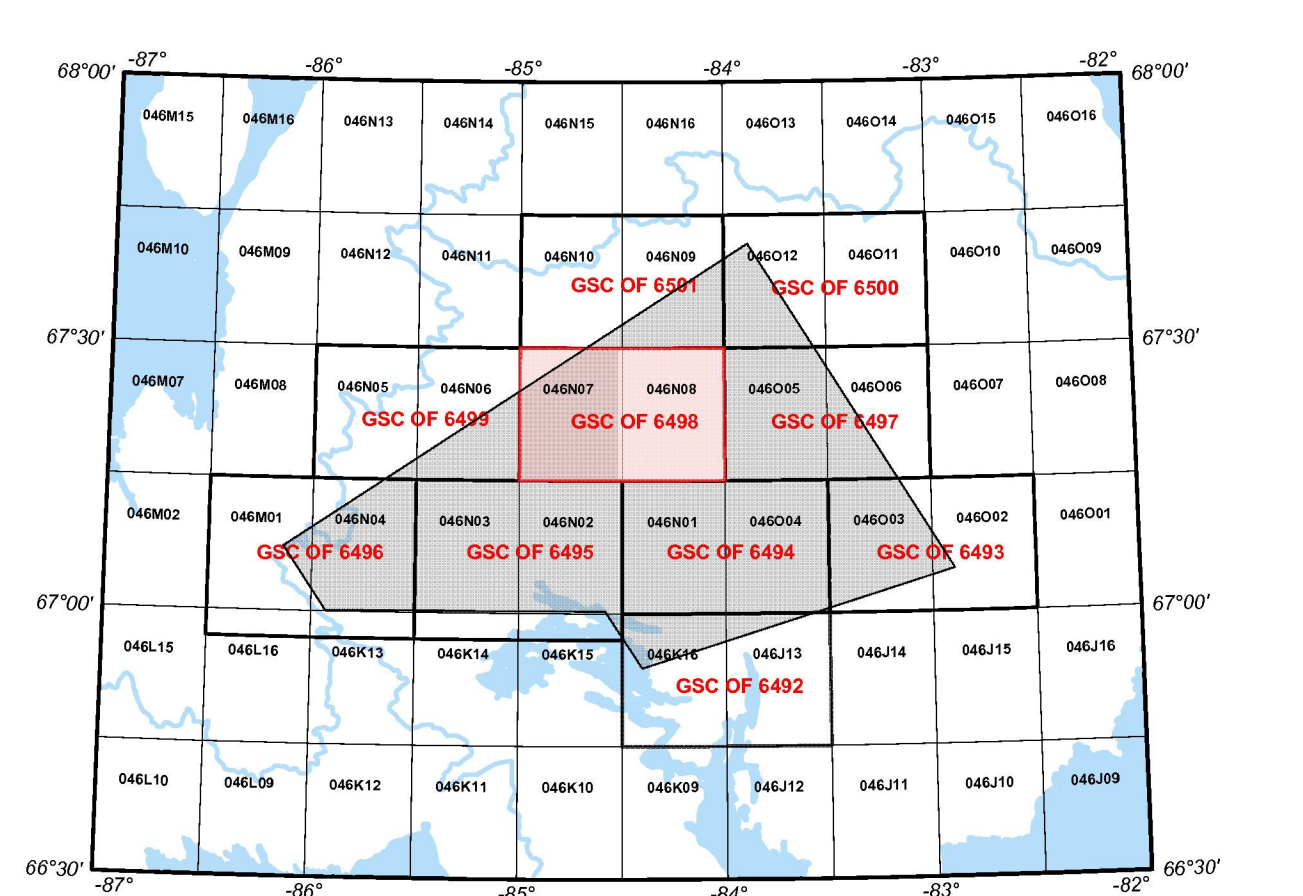 -87° -86° -85° -84° -83° -82°
68°00' 68°00'
046M15 046M16 046N13 046N14 046N15 046N16 046O13 046O14 046O15 046O16
046M10 046M09 046N12 046N11 046N10 046N09 046O12 046O11 046O10 046O09
GSC OF 6501 GSC OF 6500
67°30' 67°30'
046M07 046M08 046N05 046N06 046N07 046N08 046O05 046O06 046O07 046O08
GSC OF 6499 GSC OF 6498 GSC OF 6497
046M02 046M01 046N04 046N03 046N02 046N01 046O04 046O03 046O02 046O01
GSC OF 6496 GSC OF 6495 GSC OF 6494 GSC OF 6493
67°00' 67°00'
046L15 046L16 046K13 046K14 046K15 046K16 046J13 046J14 046J15 046J16
GSC OF 6492
046L10 046L09 046K12 046K11 046K10 046K09 046J12 046J11 046J10 046J09
66°30' 66°30'
-87° -86° -85° -84° -83° -82°